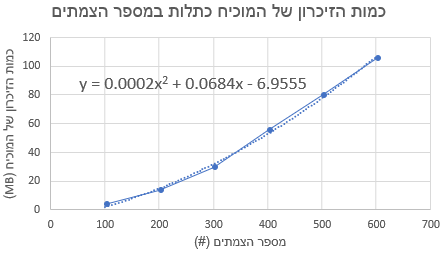 כמות הזיכרון של המוכיח כתלות במספר הצמתים
y = 0.0002x² + 0.0684x - 6.9555
כמות הזיכרון של המוכיח (MB)
120
100
80
60
40
20
0
0 100 200 300 400 500 600 700
מספר הצמתים (#)